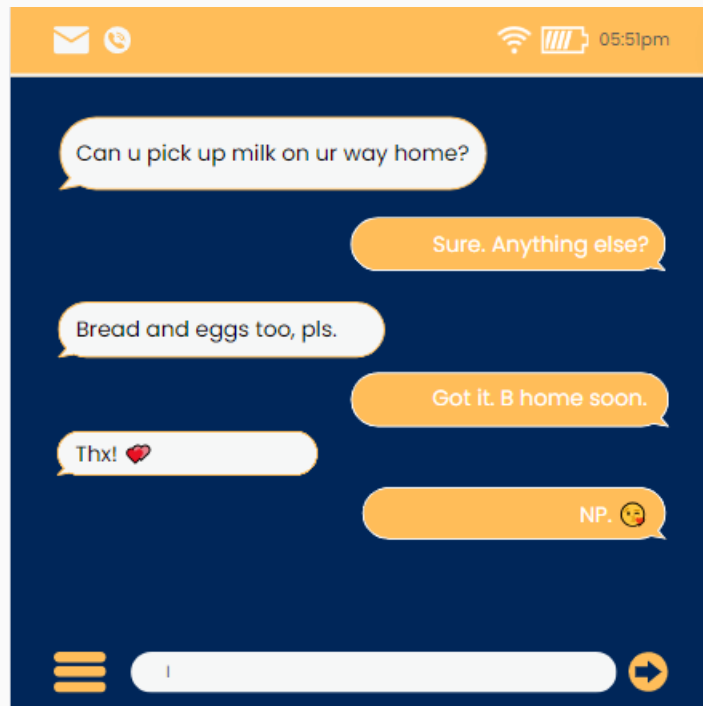 05:51pm
Can u pick up milk on ur way home?
Sure. Anything else?
Bread and eggs too, pls.
Got it. B home soon.
Thx! 💕
NP. 😘